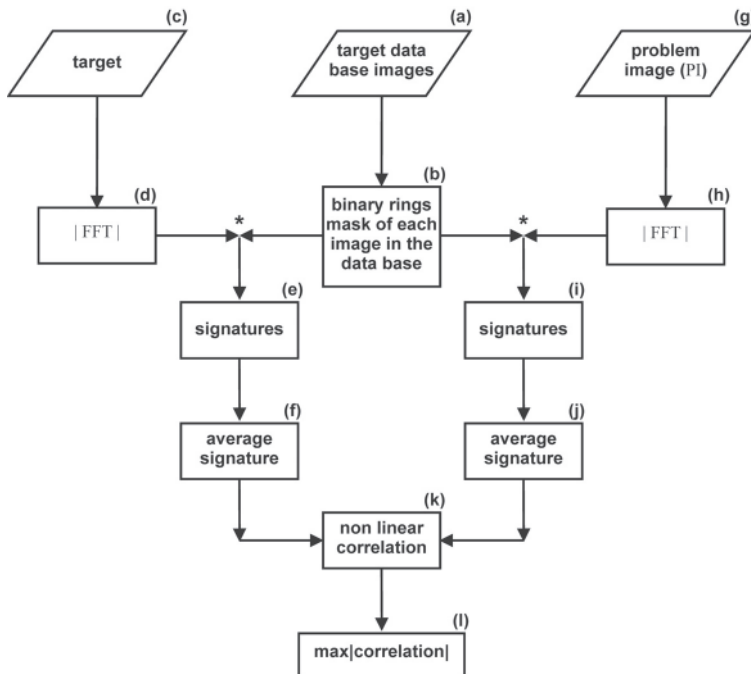 (c)
target
(a)
target data
base images
(g)
problem
image (PI)
(d)
| FFT |
*
(b)
binary rings
mask of each
image in the
data base
*
(h)
| FFT |
(e)
signatures
(i)
signatures
(f)
average
signature
(j)
average
signature
(k)
non linear
correlation
(l)
max|correlation|